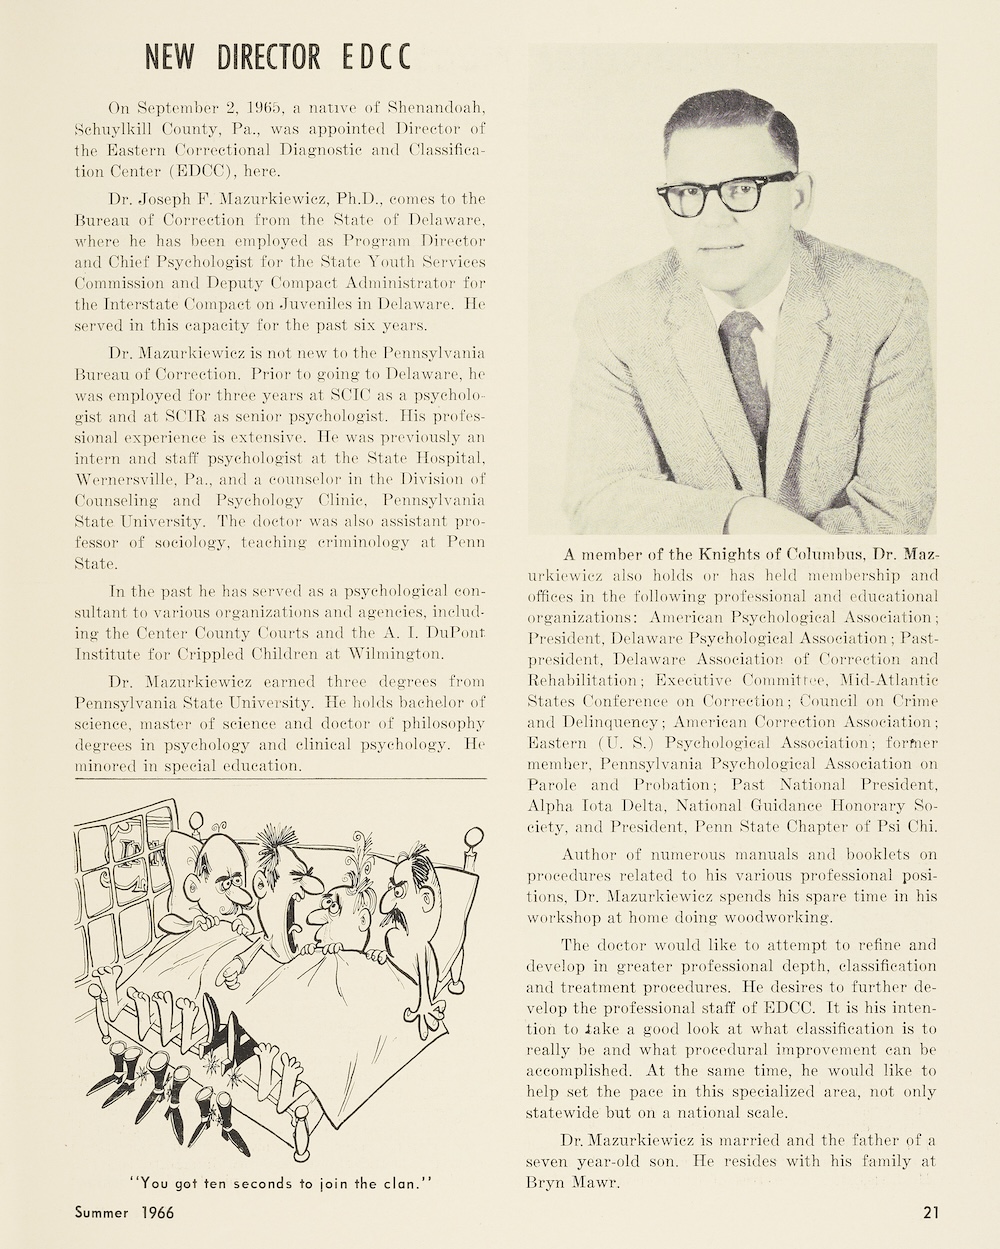 NEW DIRECTOR EDCC
On September 2, 1965, a native of Shenandoah,
Schuylkill County, Pa., was appointed Director of
the Eastern Correctional Diagnostic and Classifica-
tion Center (EDCC), here.
Dr. Joseph F. Mazurkiewicz, Ph.D., comes to the
Bureau of Correction from the State of Delaware,
where he has been employed as Program Director
and Chief Psychologist for the State Youth Services
Commission and Deputy Compact Administrator for
the Interstate Compact on Juveniles in Delaware. He
served in this capacity for the past six years.
Dr. Mazurkiewicz is not new to the Pennsylvania
Bureau of Correction. Prior to going to Delaware, he
was employed for three years at SCIC as a psycholo-
gist and at SCIR as senior psychologist. His profes-
sional experience is extensive. He was previously an
intern and staff psychologist at the State Hospital,
Wernersville, Pa., and a counselor in the Division of
Counseling and Psychology Clinic, Pennsylvania
State University. The doctor was also assistant pro-
fessor of sociology, teaching criminology at Penn
State.
In the past he has served as a psychological con-
sultant to various organizations and agencies, includ-
ing the Center County Courts and the A. I. DuPont
Institute for Crippled Children at Wilmington.
Dr. Mazurkiewicz earned three degrees from
Pennsylvania State University. He holds bachelor of
science, master of science and doctor of philosophy
degrees in psychology and clinical psychology. He
minored in special education.
"You got ten seconds to join the clan."
A member of the Knights of Columbus, Dr. Maz-
urkiewicz also holds or has held membership and
offices in the following professional and educational
organizations: American Psychological Association;
President, Delaware Psychological Association; Past-
president, Delaware Association of Correction and
Rehabilitation; Executive Committee, Mid-Atlantic
States Conference on Correction; Council on Crime
and Delinquency; American Correction Association;
Eastern (U. S.) Psychological Association; former
member, Pennsylvania Psychological Association on
Parole and Probation; Past National President,
Alpha Iota Delta, National Guidance Honorary So-
ciety, and President, Penn State Chapter of Psi Chi.
Author of numerous manuals and booklets on
procedures related to his various professional posi-
tions, Dr. Mazurkiewicz spends his spare time in his
workshop at home doing woodworking.
The doctor would like to attempt to refine and
develop in greater professional depth, classification
and treatment procedures. He desires to further de-
velop the professional staff of EDCC. It is his inten-
tion to take a good look at what classification is to
really be and what procedural improvement can be
accomplished. At the same time, he would like to
help set the pace in this specialized area, not only
statewide but on a national scale.
Dr. Mazurkiewicz is married and the father of a
seven year-old son. He resides with his family at
Bryn Mawr.
Summer 1966
21